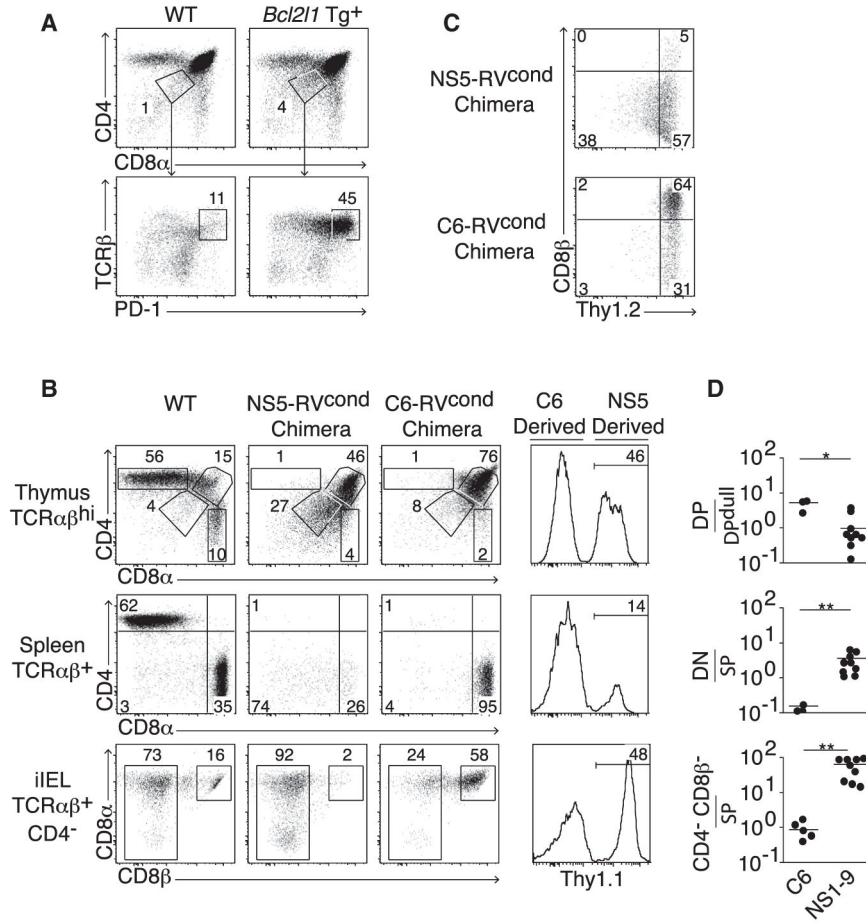 A
WT
Bcl2l1 Tg+
CD4
1
4
CD8α
11
45
TCRβ
PD-1
C
NS5-RVcond
Chimera
0
5
38
57
C6-RVcond
Chimera
2
64
3
31
CD8β
Thy1.2
B
WT
NS5-RVcond
Chimera
C6-RVcond
Chimera
C6
Derived
NS5
Derived
Thymus
TCRαβhi
CD4
56
15
4
10
1
46
27
4
1
76
8
2
46
CD8α
Spleen
TCRαβ+
CD4
62
3
35
1
74
26
1
4
95
14
CD8α
iIEL
TCRαβ+
CD4-
CD8α
73
16
92
2
24
58
48
CD8β
Thy1.1
D
DP
DPdull
102
101
100
10-1
*
DN
SP
102
101
100
10-1
**
CD4- CD8β-
SP
102
101
100
10-1
**
C6
NS1-9